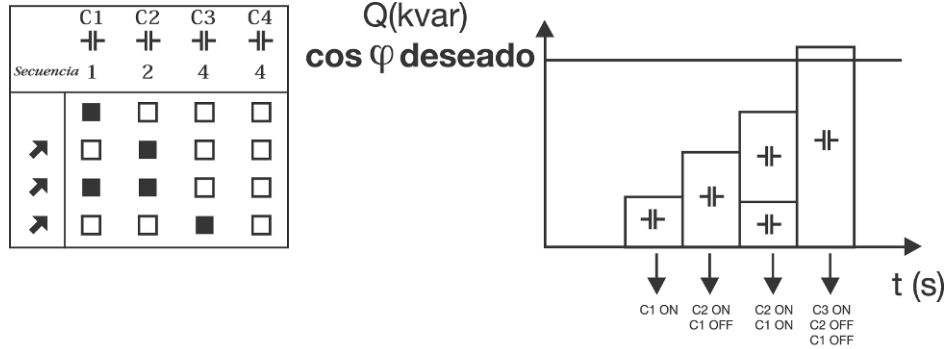 C1 C2 C3 C4
Secuencia 1 2 4 4
Q(kvar)
cos φ deseado
t (s)
C1 ON
C2 ON
C1 OFF
C2 ON
C1 ON
C3 ON
C2 OFF
C1 OFF